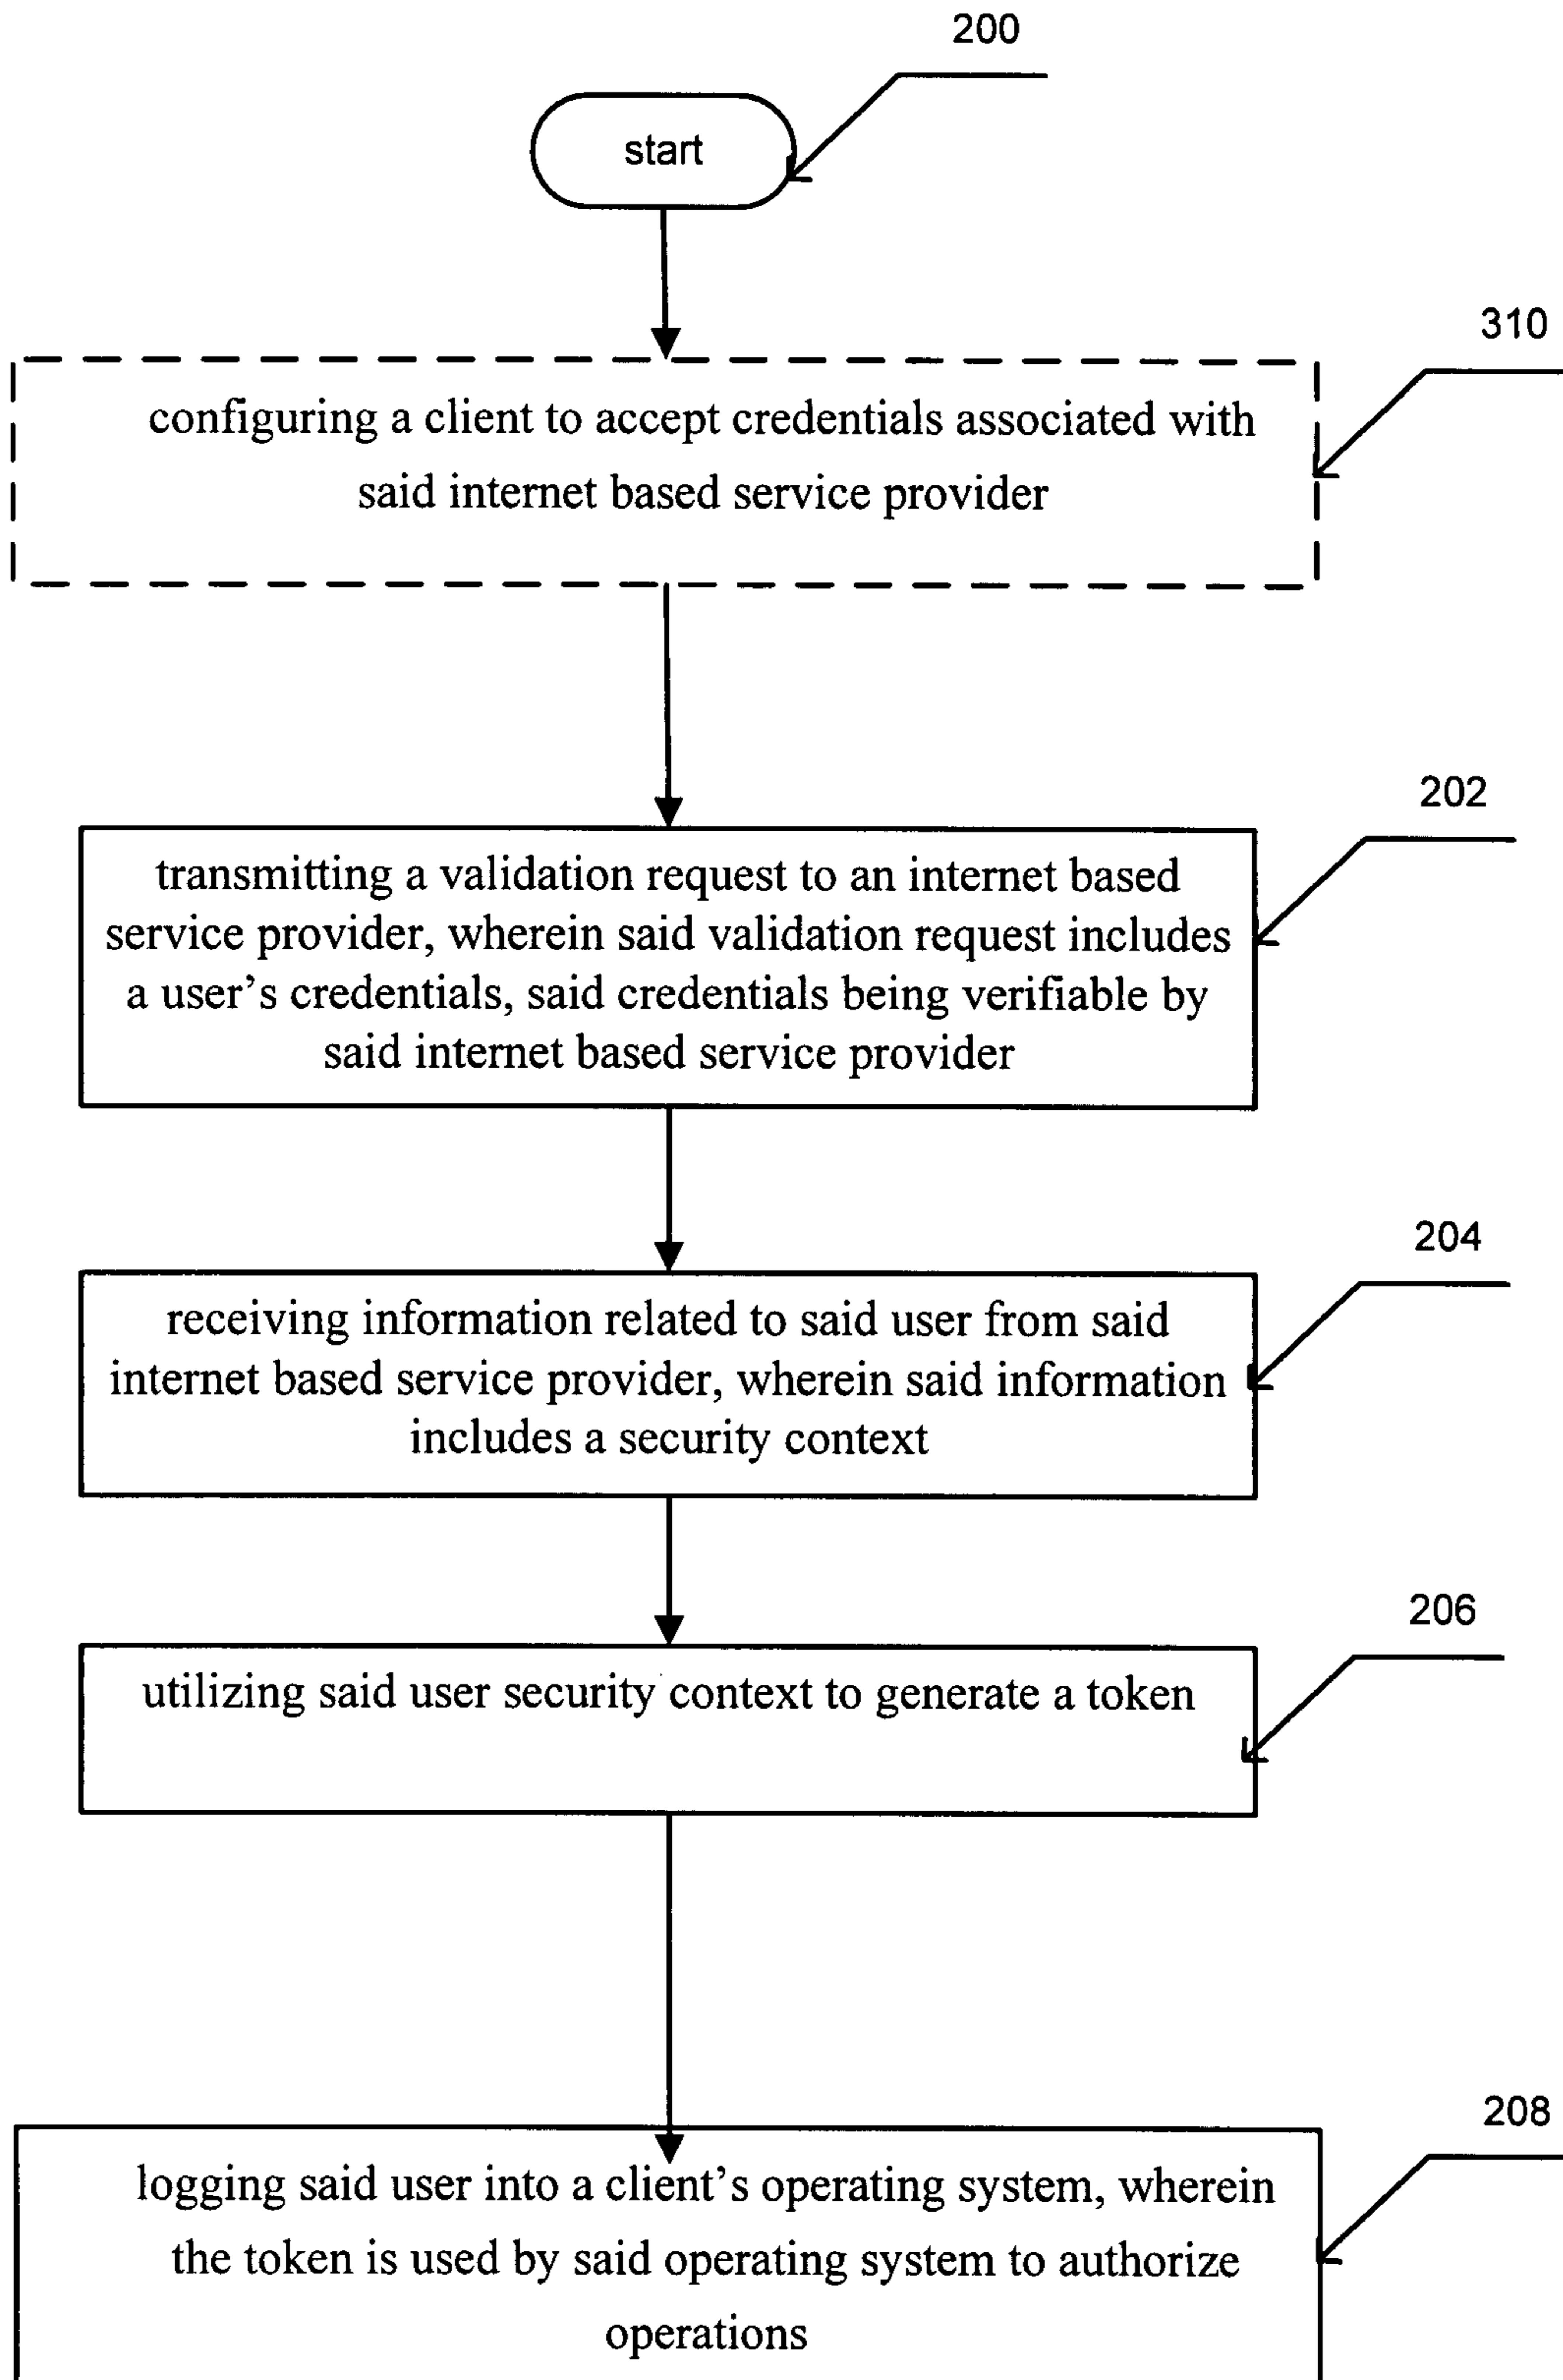 200
start
310
configuring a client to accept credentials associated with
said internet based service provider
202
transmitting a validation request to an internet based
service provider, wherein said validation request includes
a user's credentials, said credentials being verifiable by
said internet based service provider
204
receiving information related to said user from said
internet based service provider, wherein said information
includes a security context
206
utilizing said user security context to generate a token
208
logging said user into a client's operating system, wherein
the token is used by said operating system to authorize
operations